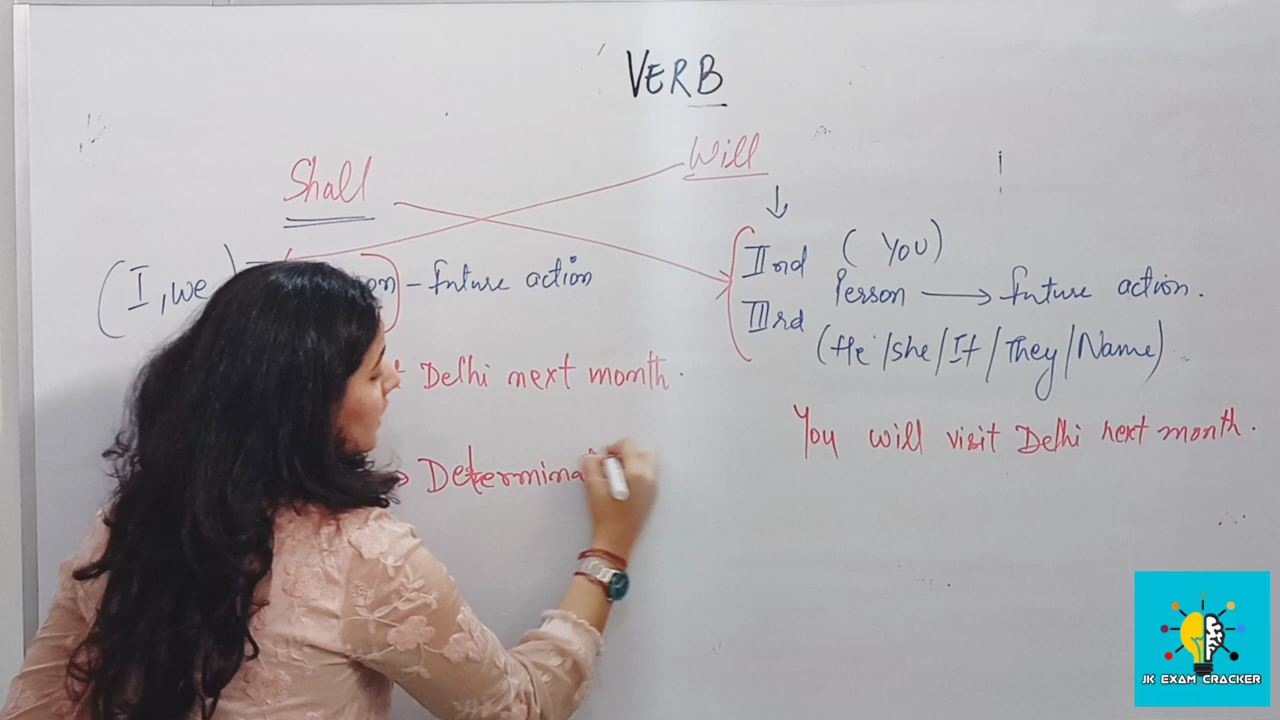 VERB
Shall
Will
(I, we) on - future action
IInd (YOU)
Person → future action.
IIIrd
(He/She/It/They/Name)
Delhi next month.
You will visit Delhi next month.
→ Determina
JK EXAM CRACKER